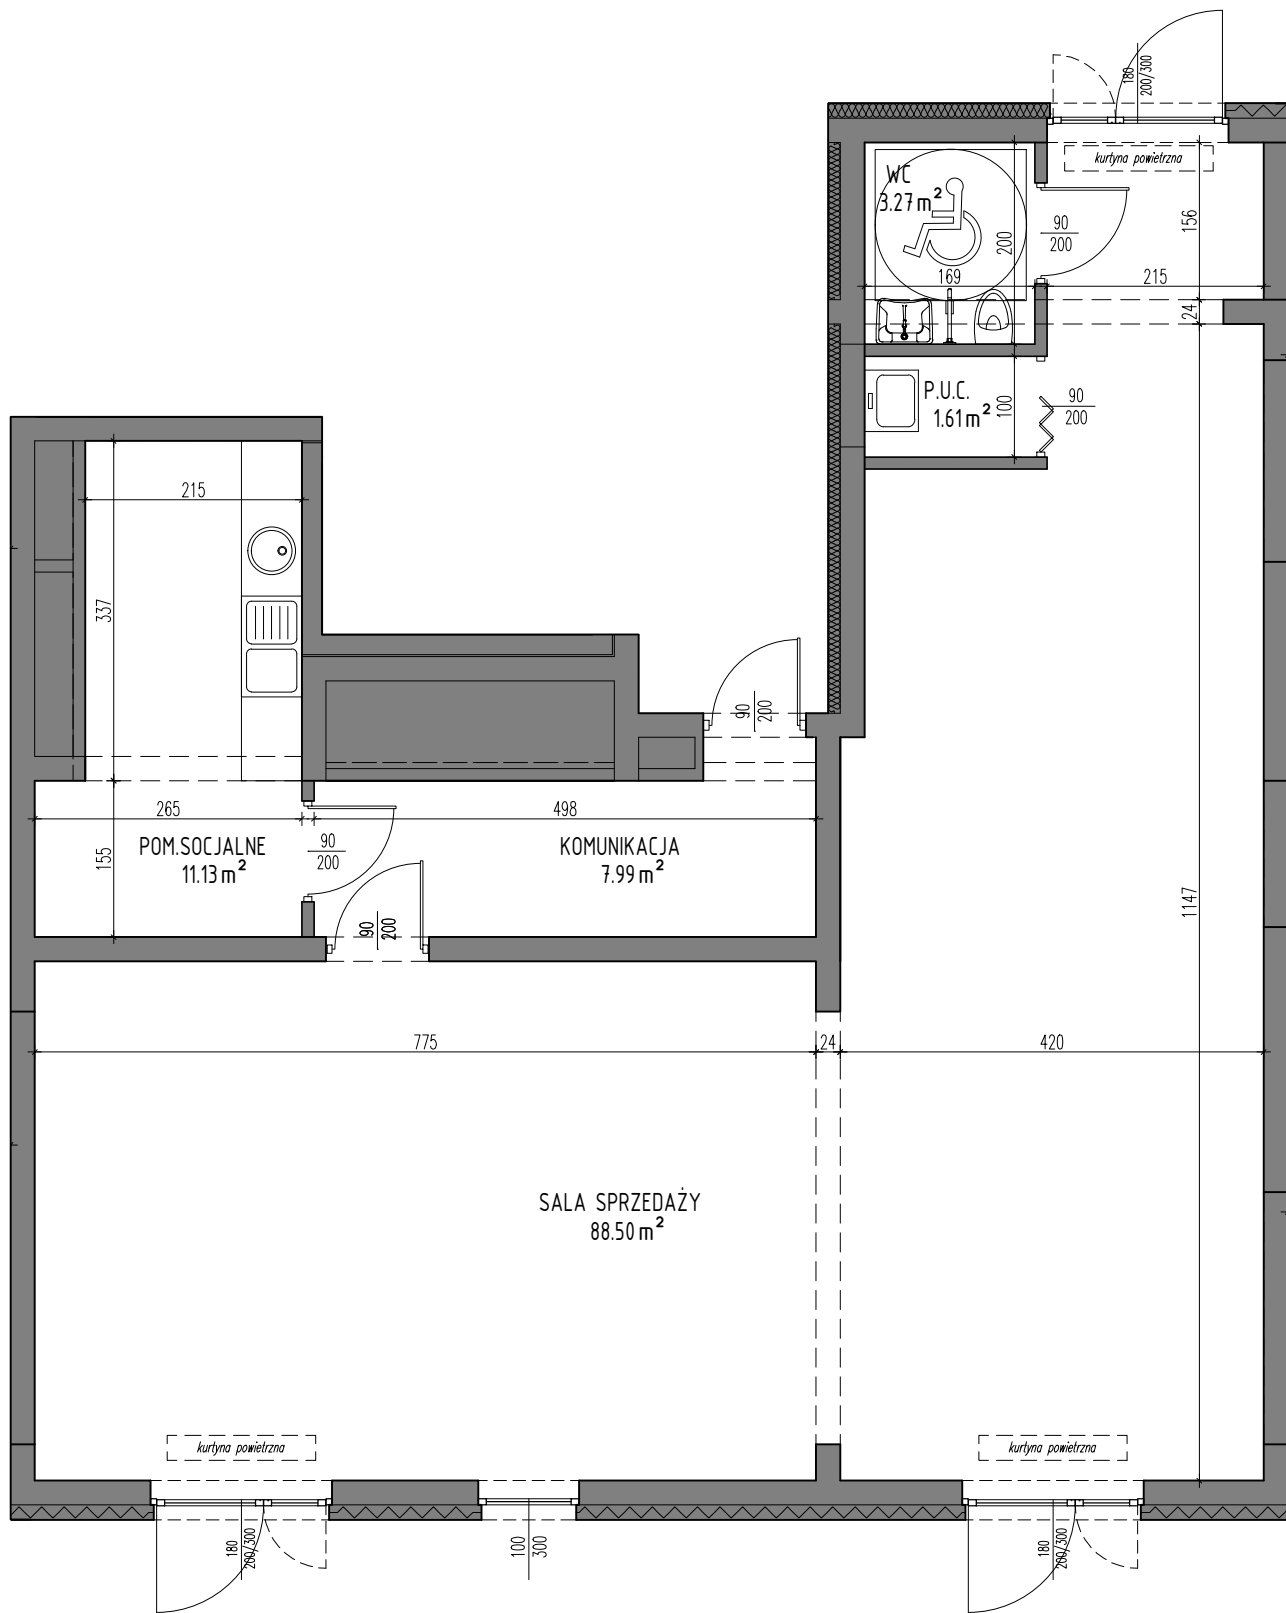 180
200/300
kurtyna powietrzna
WC
3.27 m²
200
90
200
156
169
215
24
P.U.C.
1.61 m²
100
90
200
215
337
90
200
265
498
POM.SOCJALNE
11.13 m²
155
90
200
KOMUNIKACJA
7.99 m²
90
200
1147
775
24
420
SALA SPRZEDAŻY
88.50 m²
kurtyna powietrzna
kurtyna powietrzna
180
200/300
100
300
180
200/300